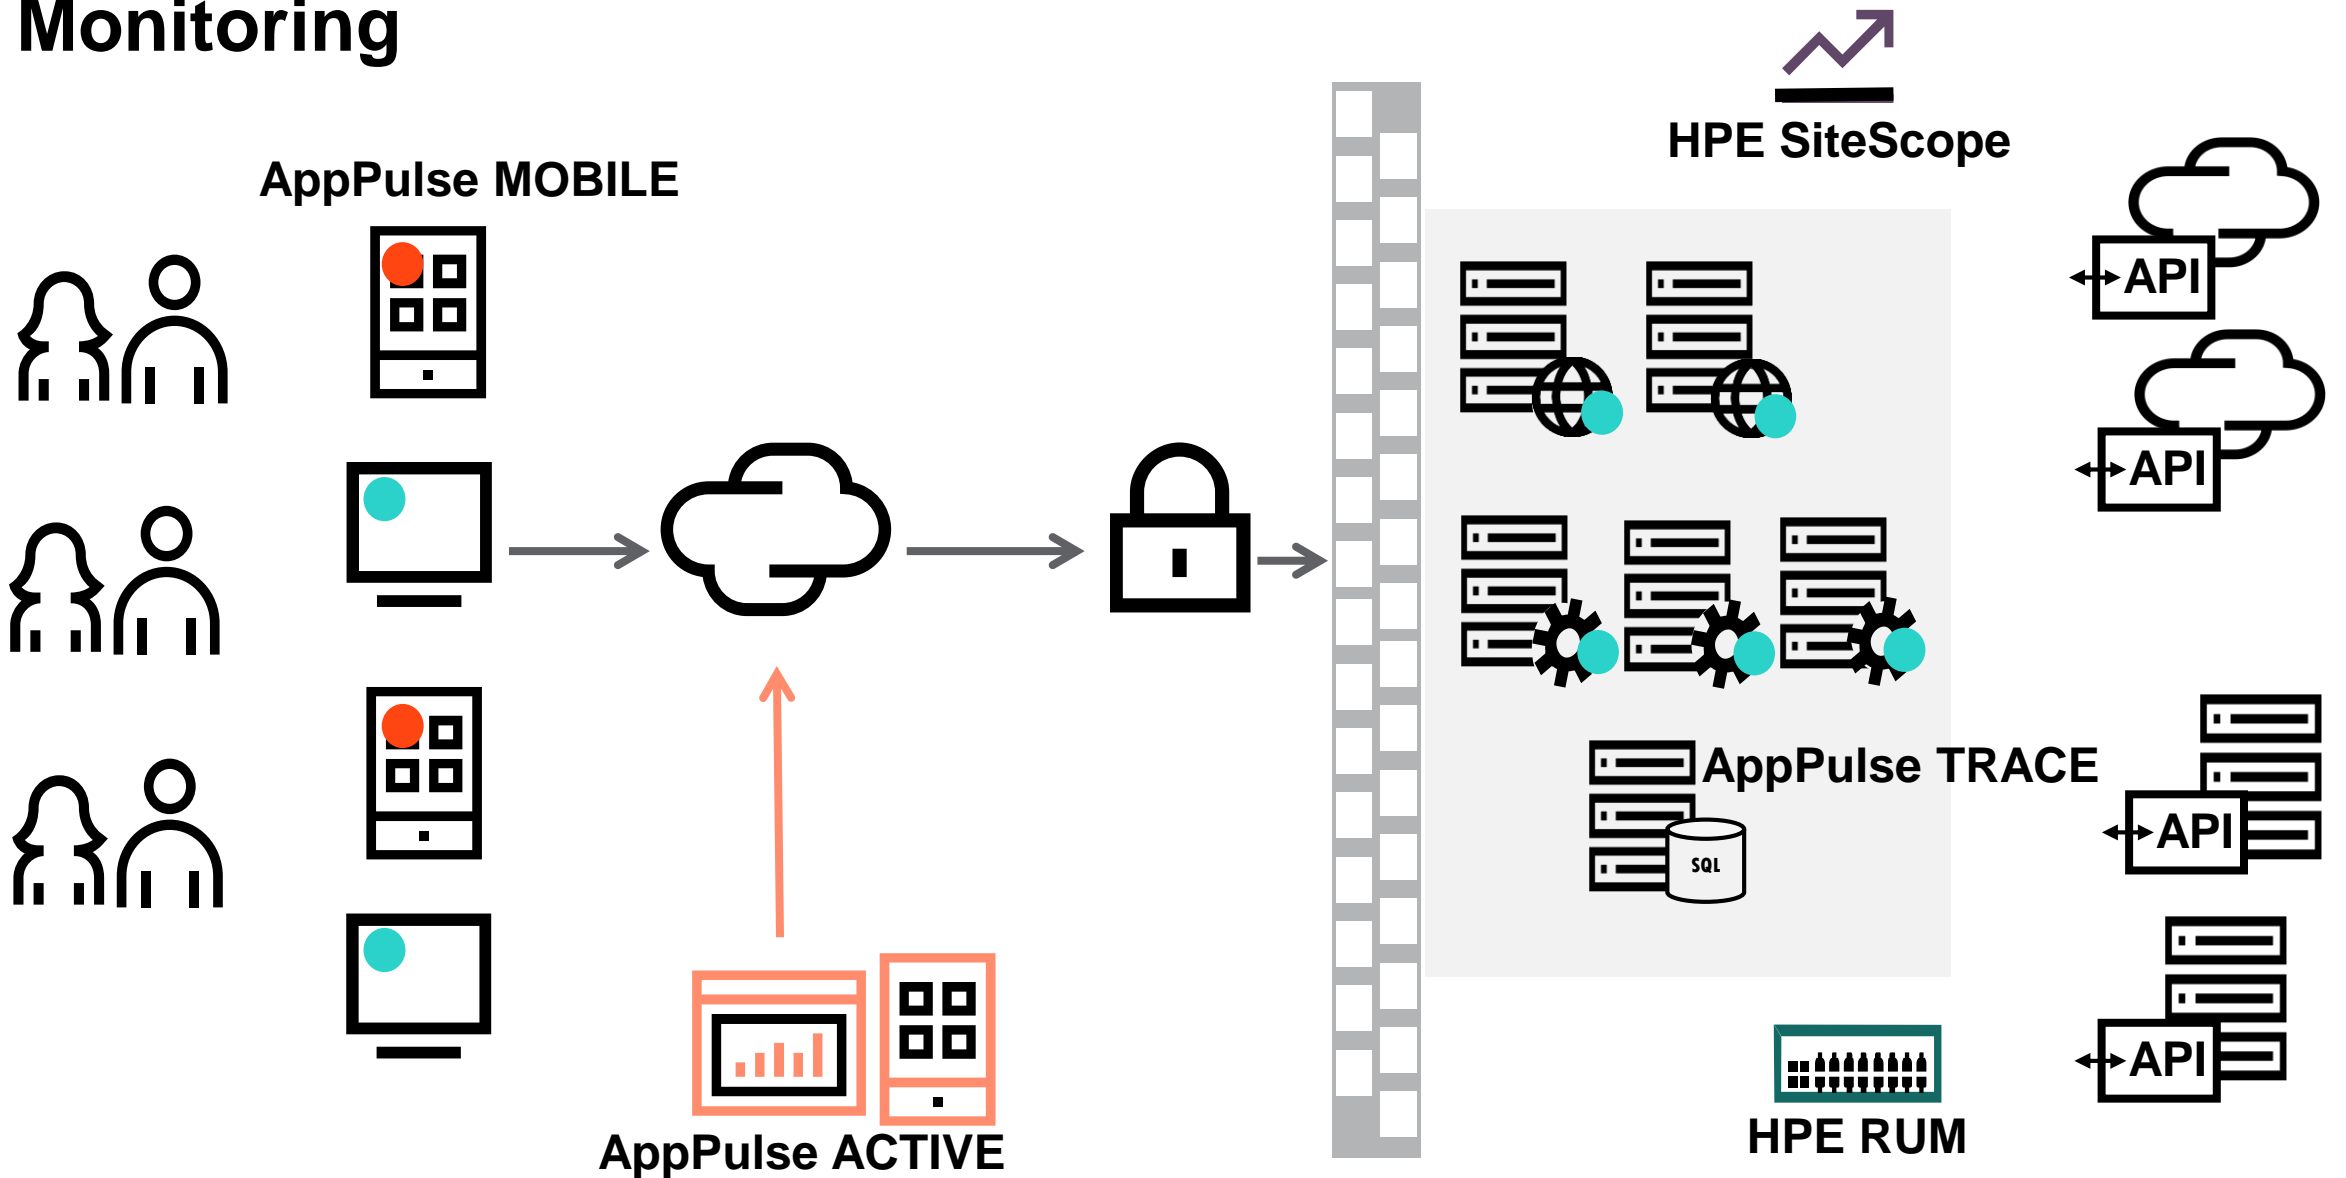 Monitoring
HPE SiteScope
AppPulse MOBILE
API
API
AppPulse TRACE
API
SQL
API
HPE RUM
AppPulse ACTIVE